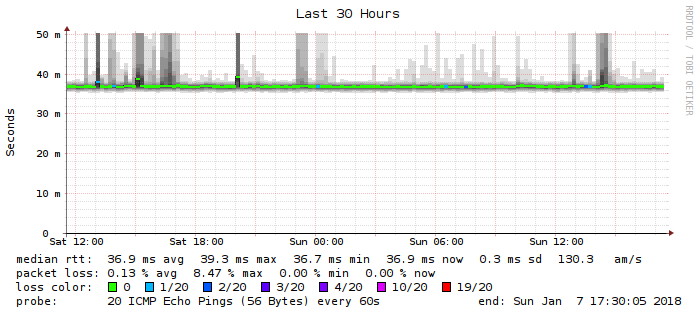 Last 30 Hours
RRDTOOL / TOBI OETIKER
Seconds
50 m
40 m
30 m
20 m
10 m
0
Sat 12:00 Sat 18:00 Sun 00:00 Sun 06:00 Sun 12:00
median rtt: 36.9 ms avg 39.3 ms max 36.7 ms min 36.9 ms now 0.3 ms sd 130.3 am/s
packet loss: 0.13 % avg 8.47 % max 0.00 % min 0.00 % now
loss color: 0 1/20 2/20 3/20 4/20 10/20 19/20
probe: 20 ICMP Echo Pings (56 Bytes) every 60s end: Sun Jan 7 17:30:05 2018